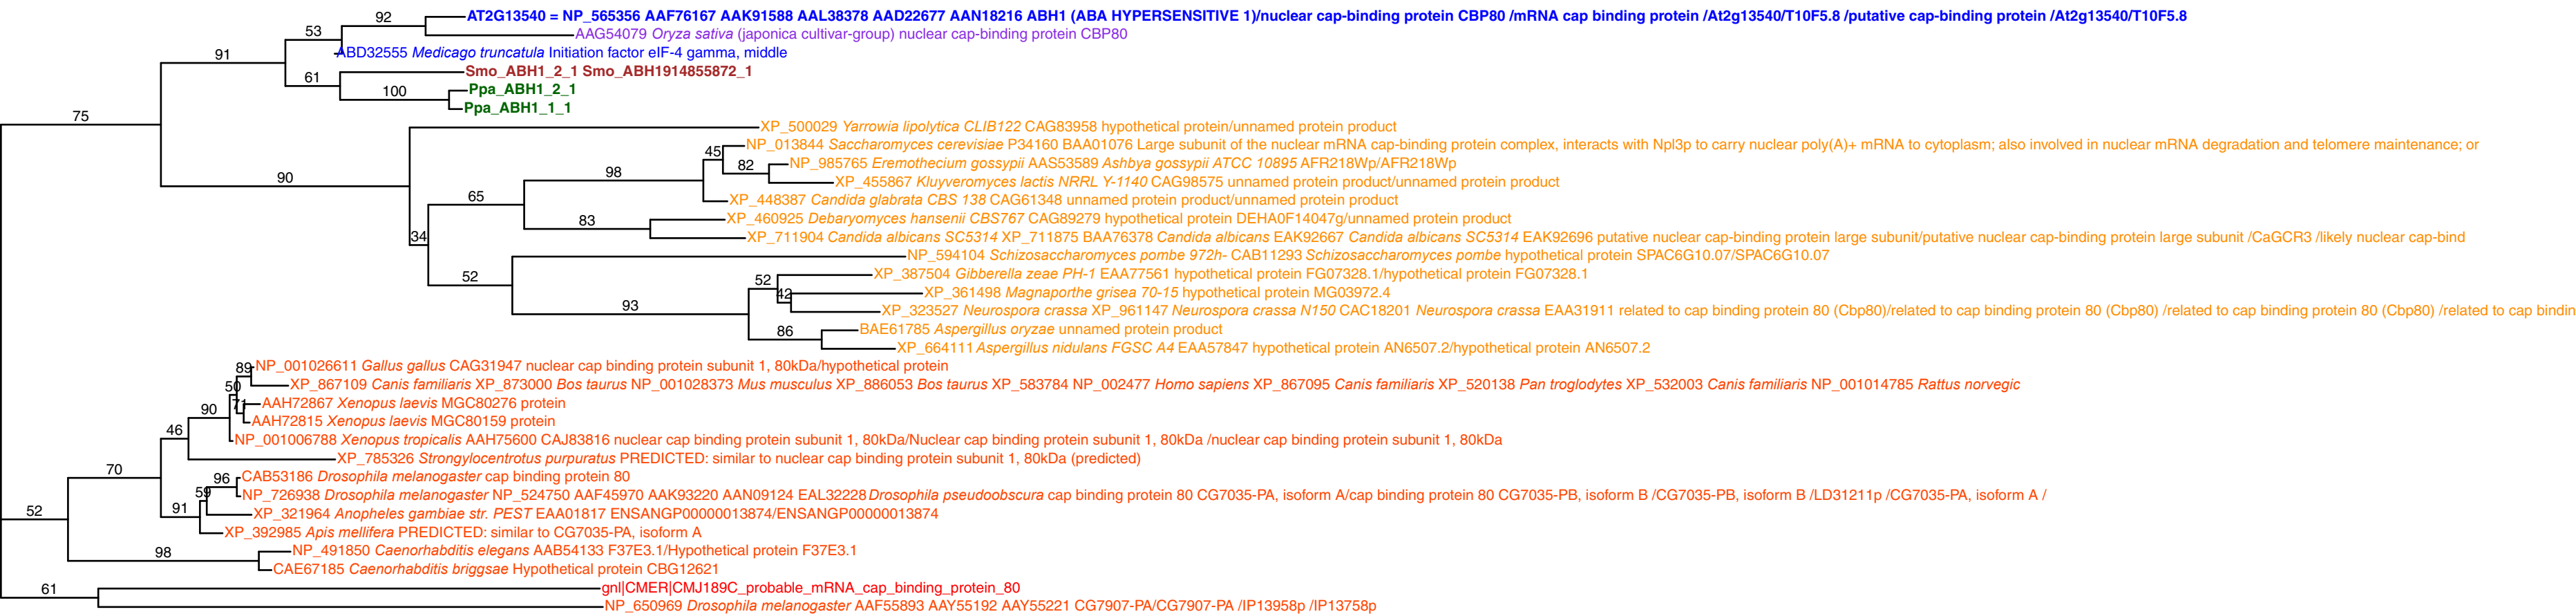 92 AT2G13540 = NP_565356 AAF76167 AAK91588 AAL38378 AAD22677 AAN18216 ABH1 (ABA HYPERSENSITIVE 1)/nuclear cap-binding protein CBP80 /mRNA cap binding protein /At2g13540/T10F5.8 /putative cap-binding protein /At2g13540/T10F5.8
53 AAG54079 Oryza sativa (japonica cultivar-group) nuclear cap-binding protein CBP80
91 ABD32555 Medicago truncatula Initiation factor eIF-4 gamma, middle
61 Smo_ABH1_2_1 Smo_ABH1914855872_1
100 Ppa_ABH1_2_1
Ppa_ABH1_1_1
75
XP_500029 Yarrowia lipolytica CLIB122 CAG83958 hypothetical protein/unnamed protein product
45 NP_013844 Saccharomyces cerevisiae P34160 BAA01076 Large subunit of the nuclear mRNA cap-binding protein complex, interacts with Npl3p to carry nuclear poly(A)+ mRNA to cytoplasm; also involved in nuclear mRNA degradation and telomere maintenance; or
82 NP_985765 Eremothecium gossypii AAS53589 Ashbya gossypii ATCC 10895 AFR218Wp/AFR218Wp
90 98 XP_455867 Kluyveromyces lactis NRRL Y-1140 CAG98575 unnamed protein product/unnamed protein product
65 XP_448387 Candida glabrata CBS 138 CAG61348 unnamed protein product/unnamed protein product
83 XP_460925 Debaryomyces hansenii CBS767 CAG89279 hypothetical protein DEHA0F14047g/unnamed protein product
34 XP_711904 Candida albicans SC5314 XP_711875 BAA76378 Candida albicans EAK92667 Candida albicans SC5314 EAK92696 putative nuclear cap-binding protein large subunit/putative nuclear cap-binding protein large subunit /CaGCR3 /likely nuclear cap-bind
NP_594104 Schizosaccharomyces pombe 972h- CAB11293 Schizosaccharomyces pombe hypothetical protein SPAC6G10.07/SPAC6G10.07
52 52 XP_387504 Gibberella zeae PH-1 EAA77561 hypothetical protein FG07328.1/hypothetical protein FG07328.1
42 XP_361498 Magnaporthe grisea 70-15 hypothetical protein MG03972.4
93 XP_323527 Neurospora crassa XP_961147 Neurospora crassa N150 CAC18201 Neurospora crassa EAA31911 related to cap binding protein 80 (Cbp80)/related to cap binding protein 80 (Cbp80) /related to cap binding protein 80 (Cbp80) /related to cap bindin
86 BAE61785 Aspergillus oryzae unnamed protein product
XP_664111 Aspergillus nidulans FGSC A4 EAA57847 hypothetical protein AN6507.2/hypothetical protein AN6507.2
89 NP_001026611 Gallus gallus CAG31947 nuclear cap binding protein subunit 1, 80kDa/hypothetical protein
50 XP_867109 Canis familiaris XP_873000 Bos taurus NP_001028373 Mus musculus XP_886053 Bos taurus XP_583784 NP_002477 Homo sapiens XP_867095 Canis familiaris XP_520138 Pan troglodytes XP_532003 Canis familiaris NP_001014785 Rattus norvegic
90 71 AAH72867 Xenopus laevis MGC80276 protein
AAH72815 Xenopus laevis MGC80159 protein
46 NP_001006788 Xenopus tropicalis AAH75600 CAJ83816 nuclear cap binding protein subunit 1, 80kDa/Nuclear cap binding protein subunit 1, 80kDa /nuclear cap binding protein subunit 1, 80kDa
XP_785326 Strongylocentrotus purpuratus PREDICTED: similar to nuclear cap binding protein subunit 1, 80kDa (predicted)
70 96 CAB53186 Drosophila melanogaster cap binding protein 80
59 NP_726938 Drosophila melanogaster NP_524750 AAF45970 AAK93220 AAN09124 EAL32228 Drosophila pseudoobscura cap binding protein 80 CG7035-PA, isoform A/cap binding protein 80 CG7035-PB, isoform B /CG7035-PB, isoform B /LD31211p /CG7035-PA, isoform A /
52 91 XP_321964 Anopheles gambiae str. PEST EAA01817 ENSANGP00000013874/ENSANGP00000013874
XP_392985 Apis mellifera PREDICTED: similar to CG7035-PA, isoform A
98 NP_491850 Caenorhabditis elegans AAB54133 F37E3.1/Hypothetical protein F37E3.1
CAE67185 Caenorhabditis briggsae Hypothetical protein CBG12621
61 gnl|CMER|CMJ189C_probable_mRNA_cap_binding_protein_80
NP_650969 Drosophila melanogaster AAF55893 AAY55192 AAY55221 CG7907-PA/CG7907-PA /IP13958p /IP13758p